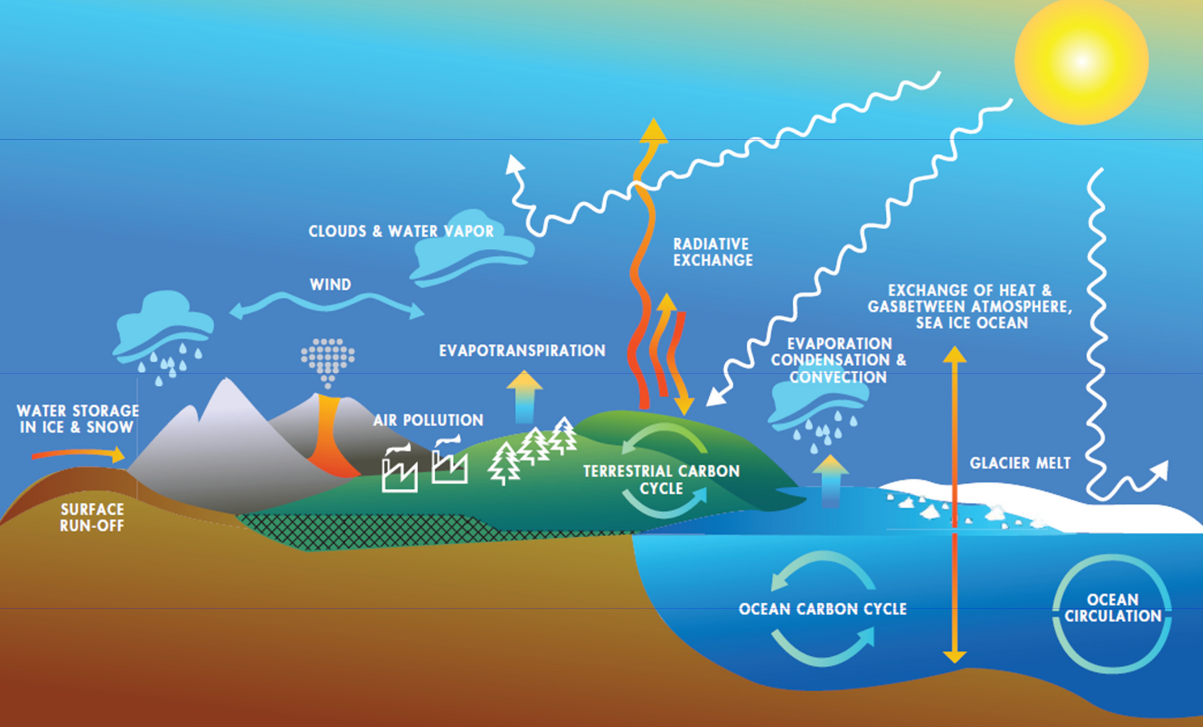 CLOUDS & WATER VAPOR
WIND
RADIATIVE
EXCHANGE
EXCHANGE OF HEAT &
GASBETWEEN ATMOSPHERE,
SEA ICE OCEAN
EVAPOTRANSPIRATION
EVAPORATION
CONDENSATION &
CONVECTION
WATER STORAGE
IN ICE & SNOW
AIR POLLUTION
TERRESTRIAL CARBON
CYCLE
GLACIER MELT
SURFACE
RUN-OFF
OCEAN CARBON CYCLE
OCEAN
CIRCULATION